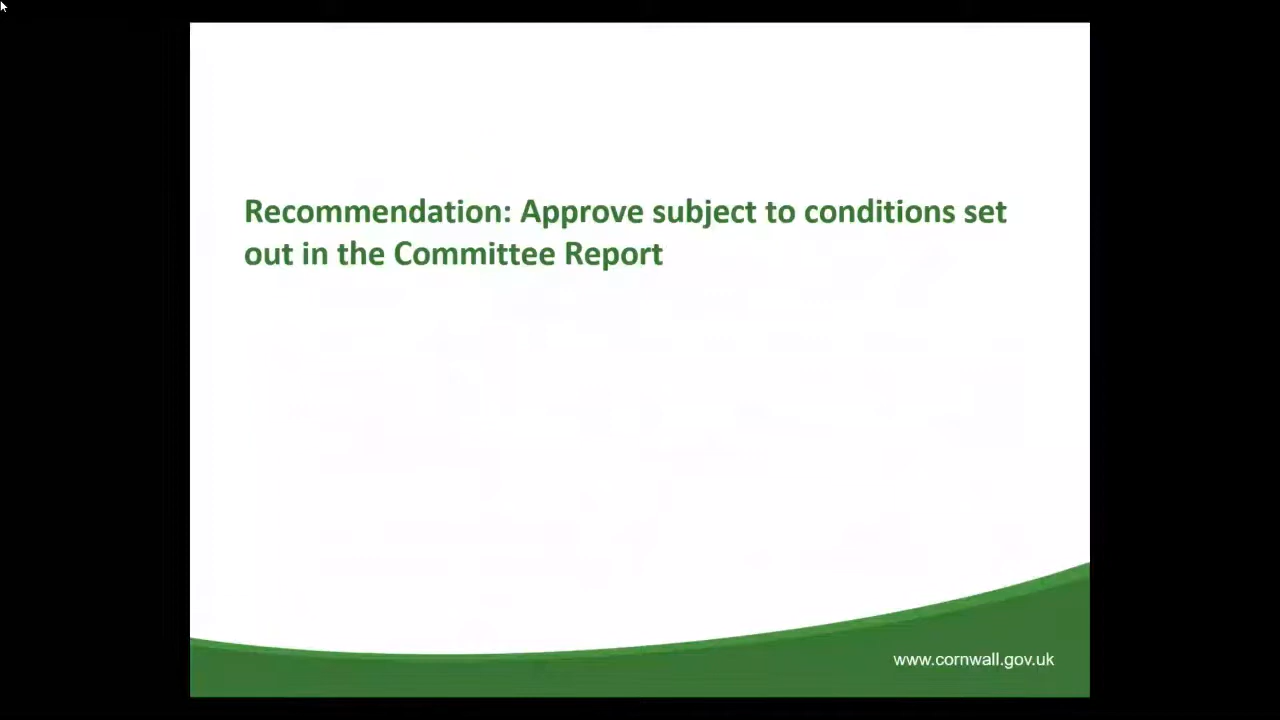 Recommendation: Approve subject to conditions set
out in the Committee Report
www.cornwall.gov.uk